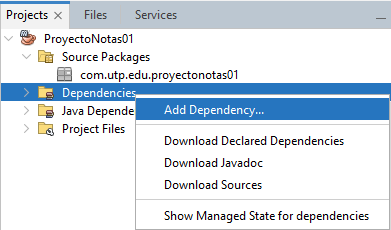 Projects × Files Services
ProyectoNotas01
Source Packages
com.utp.edu.proyectonotas01
Dependencies
Add Dependency...
Java Depende
Download Declared Dependencies
Project Files
Download Javadoc
Download Sources
Show Managed State for dependencies